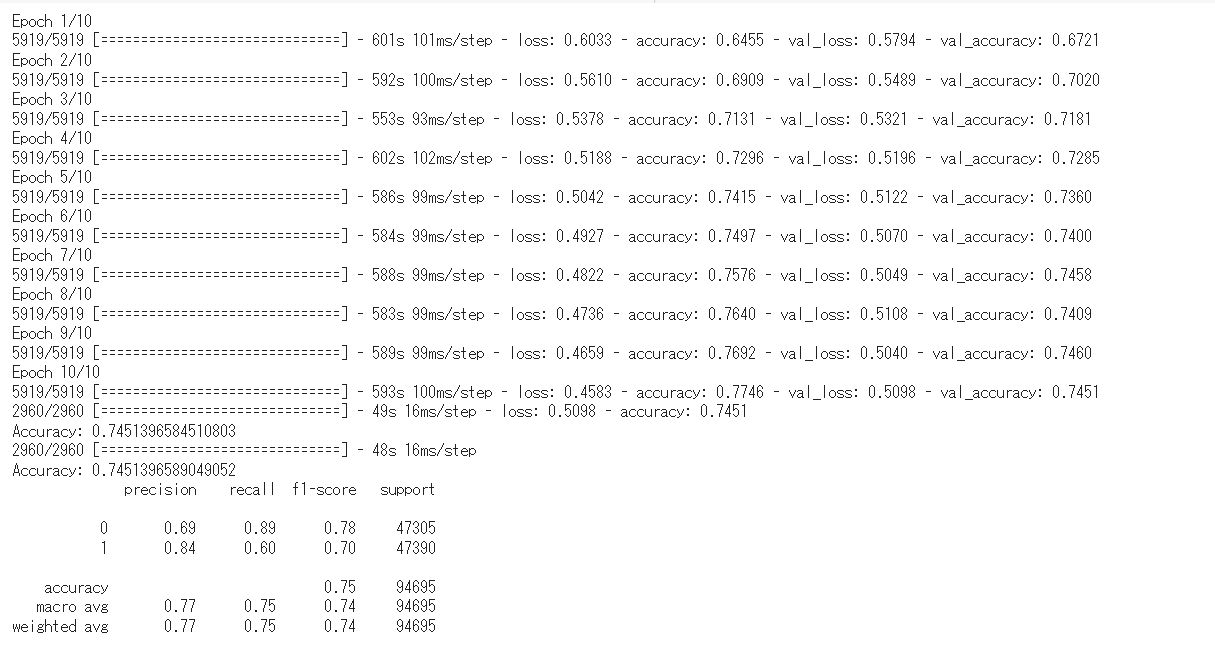 Epoch 1/10
5919/5919 [==============================] - 601s 101ms/step - loss: 0.6033 - accuracy: 0.6455 - val_loss: 0.5794 - val_accuracy: 0.6721
Epoch 2/10
5919/5919 [==============================] - 592s 100ms/step - loss: 0.5610 - accuracy: 0.6909 - val_loss: 0.5489 - val_accuracy: 0.7020
Epoch 3/10
5919/5919 [==============================] - 553s 93ms/step - loss: 0.5378 - accuracy: 0.7131 - val_loss: 0.5321 - val_accuracy: 0.7181
Epoch 4/10
5919/5919 [==============================] - 602s 102ms/step - loss: 0.5188 - accuracy: 0.7296 - val_loss: 0.5196 - val_accuracy: 0.7285
Epoch 5/10
5919/5919 [==============================] - 586s 99ms/step - loss: 0.5042 - accuracy: 0.7415 - val_loss: 0.5122 - val_accuracy: 0.7360
Epoch 6/10
5919/5919 [==============================] - 584s 99ms/step - loss: 0.4927 - accuracy: 0.7497 - val_loss: 0.5070 - val_accuracy: 0.7400
Epoch 7/10
5919/5919 [==============================] - 588s 99ms/step - loss: 0.4822 - accuracy: 0.7576 - val_loss: 0.5049 - val_accuracy: 0.7458
Epoch 8/10
5919/5919 [==============================] - 583s 99ms/step - loss: 0.4736 - accuracy: 0.7640 - val_loss: 0.5108 - val_accuracy: 0.7409
Epoch 9/10
5919/5919 [==============================] - 589s 99ms/step - loss: 0.4659 - accuracy: 0.7692 - val_loss: 0.5040 - val_accuracy: 0.7460
Epoch 10/10
5919/5919 [==============================] - 593s 100ms/step - loss: 0.4583 - accuracy: 0.7746 - val_loss: 0.5098 - val_accuracy: 0.7451
2960/2960 [==============================] - 49s 16ms/step - loss: 0.5098 - accuracy: 0.7451
Accuracy: 0.7451396584510803
2960/2960 [==============================] - 48s 16ms/step
Accuracy: 0.7451396589049052
precision recall f1-score support
0 0.69 0.89 0.78 47305
1 0.84 0.60 0.70 47390
accuracy 0.75 94695
macro avg 0.77 0.75 0.74 94695
weighted avg 0.77 0.75 0.74 94695